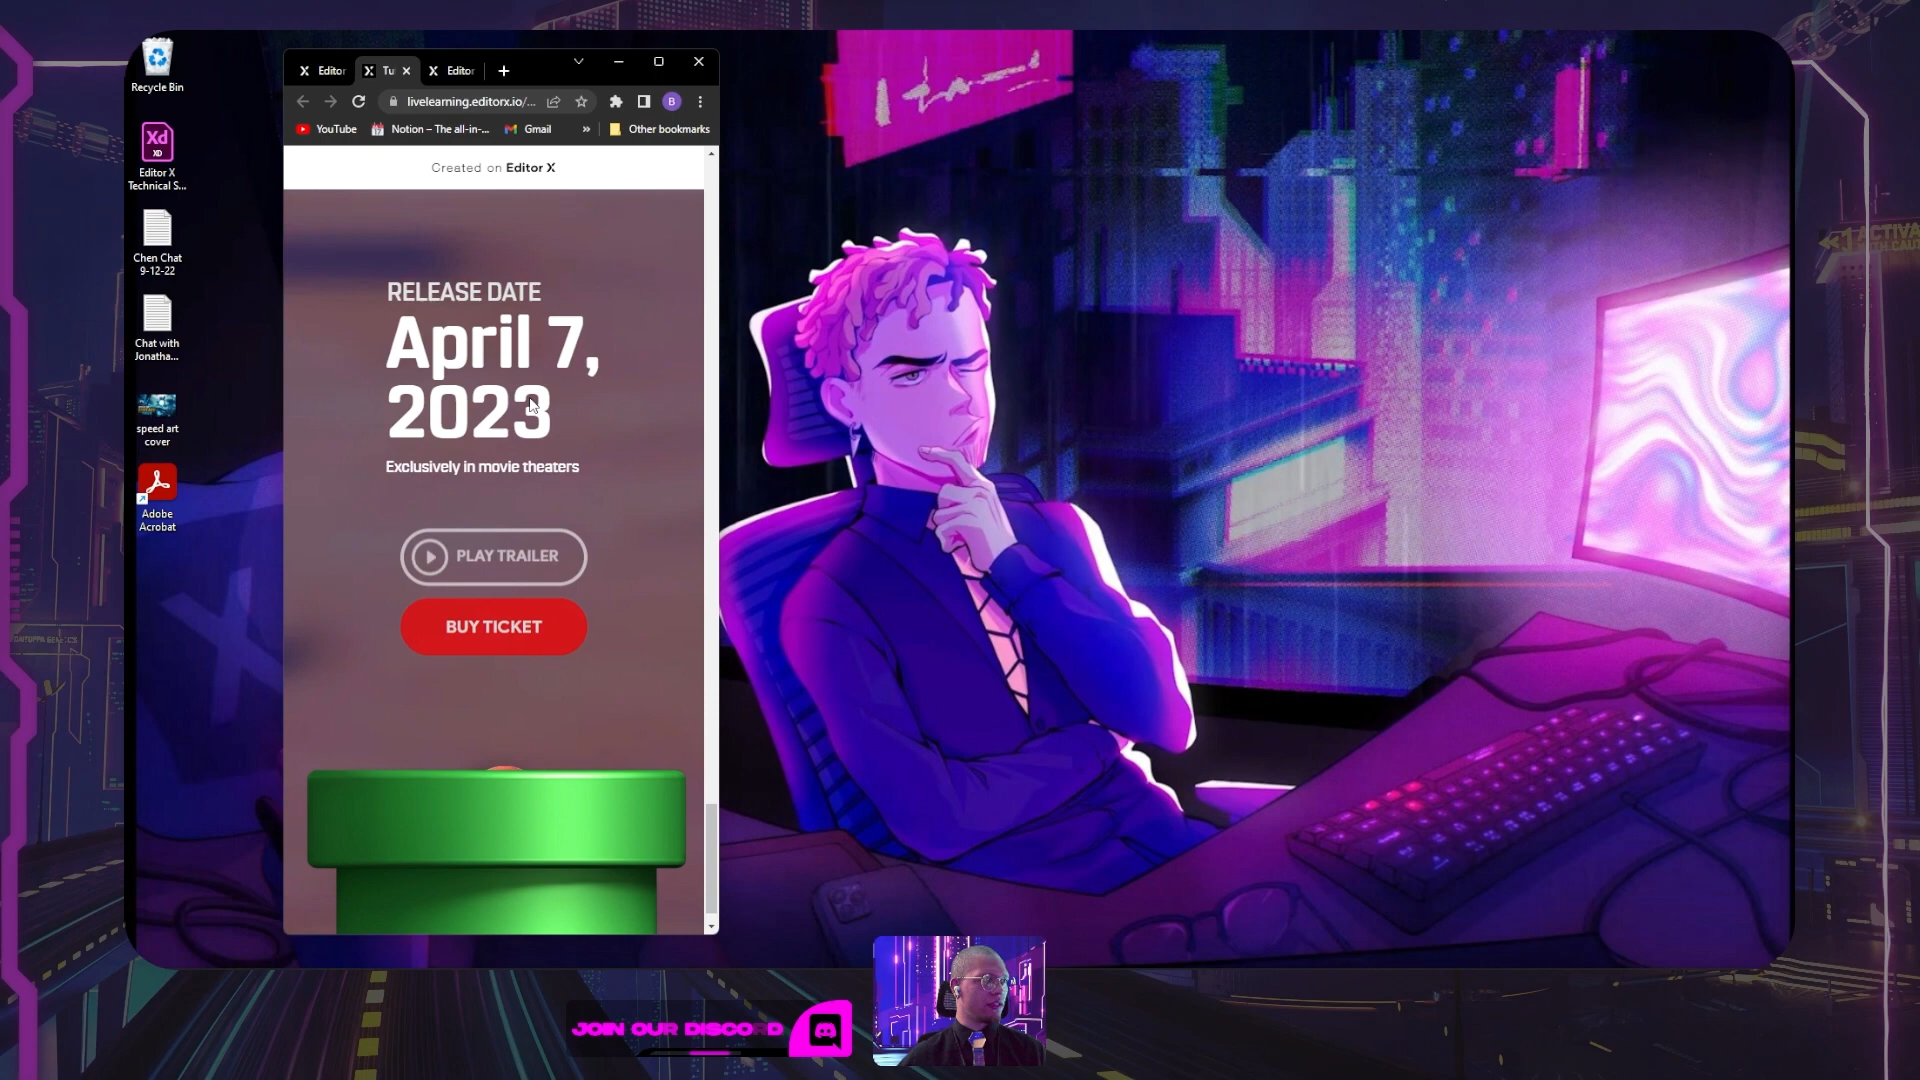 Recycle Bin
Xd
XD
Editor X
Technical S...
Chen Chat
9-12-22
Chat with
Jonatha...
speed art
cover
Adobe
Acrobat
X Editor
X Tu
X Editor
livelearning.editorx.io/...
B
YouTube
Notion – The all-in-...
Gmail
»
Other bookmarks
Created on Editor X
RELEASE DATE
April 7,
2023
Exclusively in movie theaters
PLAY TRAILER
BUY TICKET
JOIN OUR DISCORD